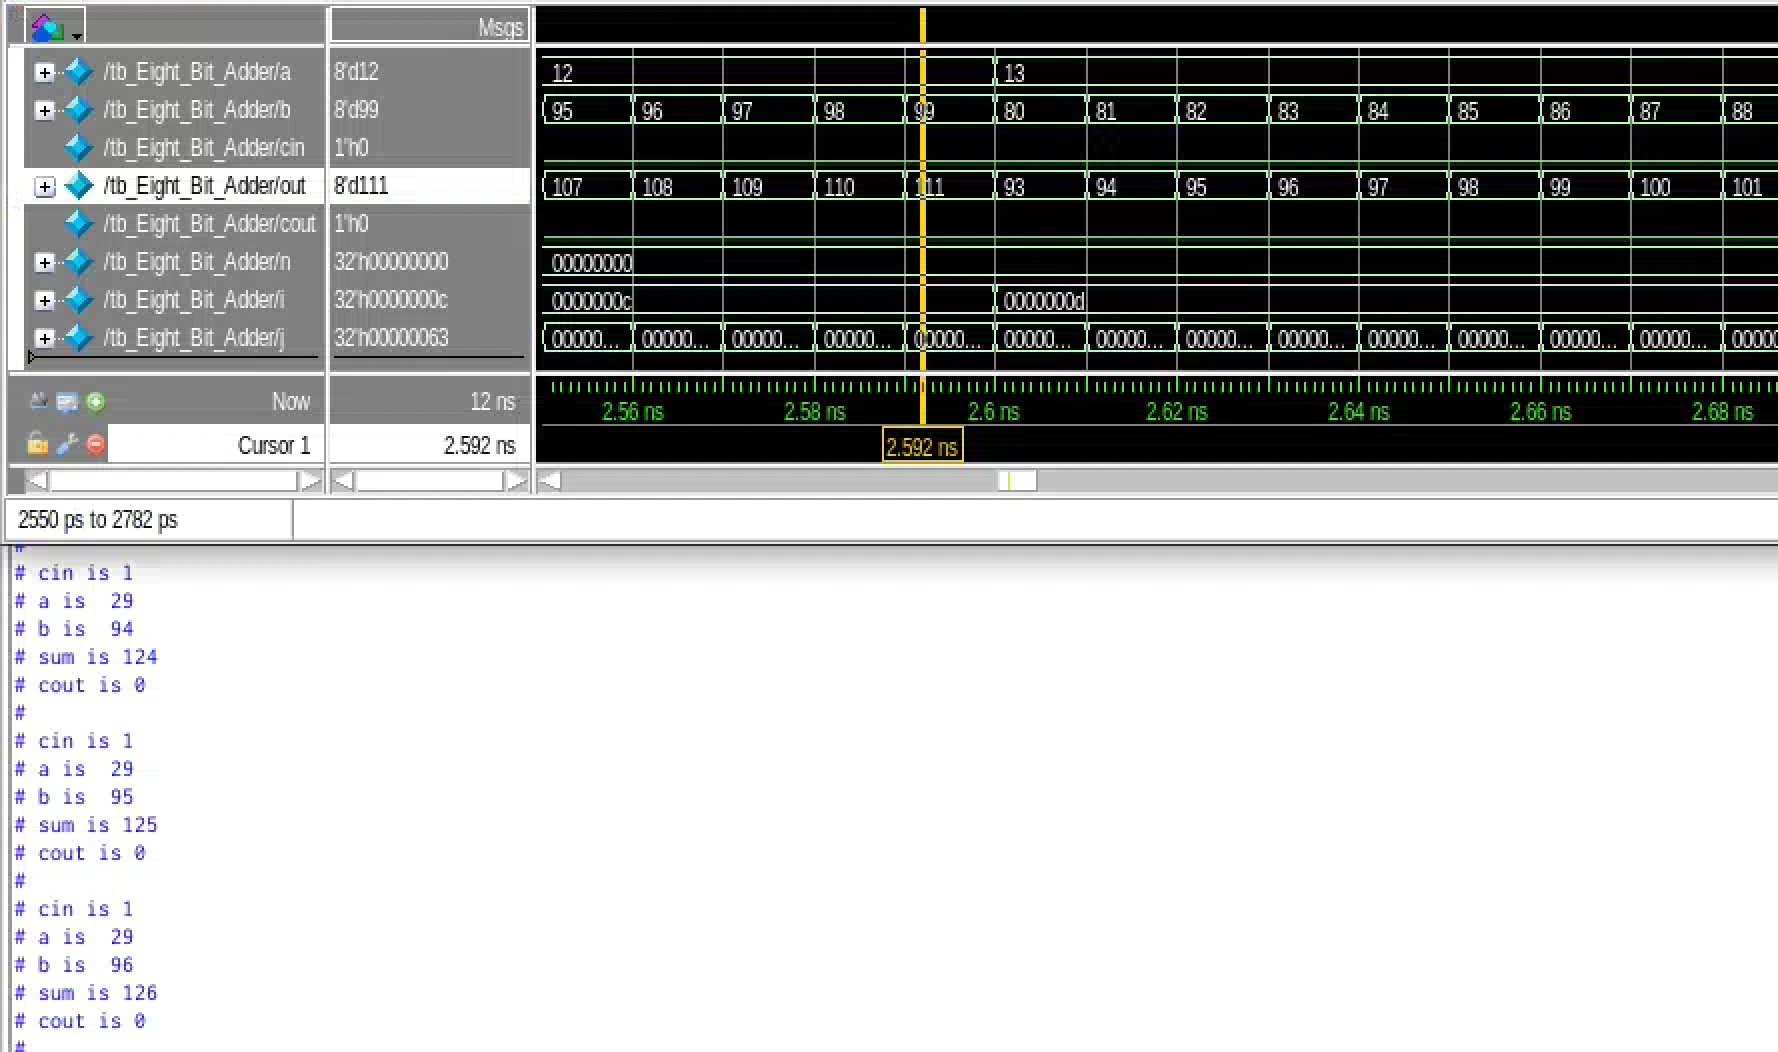 Msgs
/tb_Eight_Bit_Adder/a 8'd12 12 13
/tb_Eight_Bit_Adder/b 8'd99 95 96 97 98 99 80 81 82 83 84 85 86 87 88
/tb_Eight_Bit_Adder/cin 1'h0
/tb_Eight_Bit_Adder/out 8'd111 107 108 109 110 111 93 94 95 96 97 98 99 100 101
/tb_Eight_Bit_Adder/cout 1'h0
/tb_Eight_Bit_Adder/n 32'h00000000 00000000
/tb_Eight_Bit_Adder/i 32'h0000000c 0000000c 0000000d
/tb_Eight_Bit_Adder/j 32'h00000063 00000... 00000... 00000... 00000... 00000... 00000... 00000... 00000... 00000... 00000... 00000... 00000... 00000... 00000
Now 12 ns 2.56 ns 2.58 ns 2.6 ns 2.62 ns 2.64 ns 2.66 ns 2.68 ns
Cursor 1 2.592 ns 2.592 ns
2550 ps to 2782 ps
#
# cin is 1
# a is  29
# b is  94
# sum is 124
# cout is 0
#
# cin is 1
# a is  29
# b is  95
# sum is 125
# cout is 0
#
# cin is 1
# a is  29
# b is  96
# sum is 126
# cout is 0
#